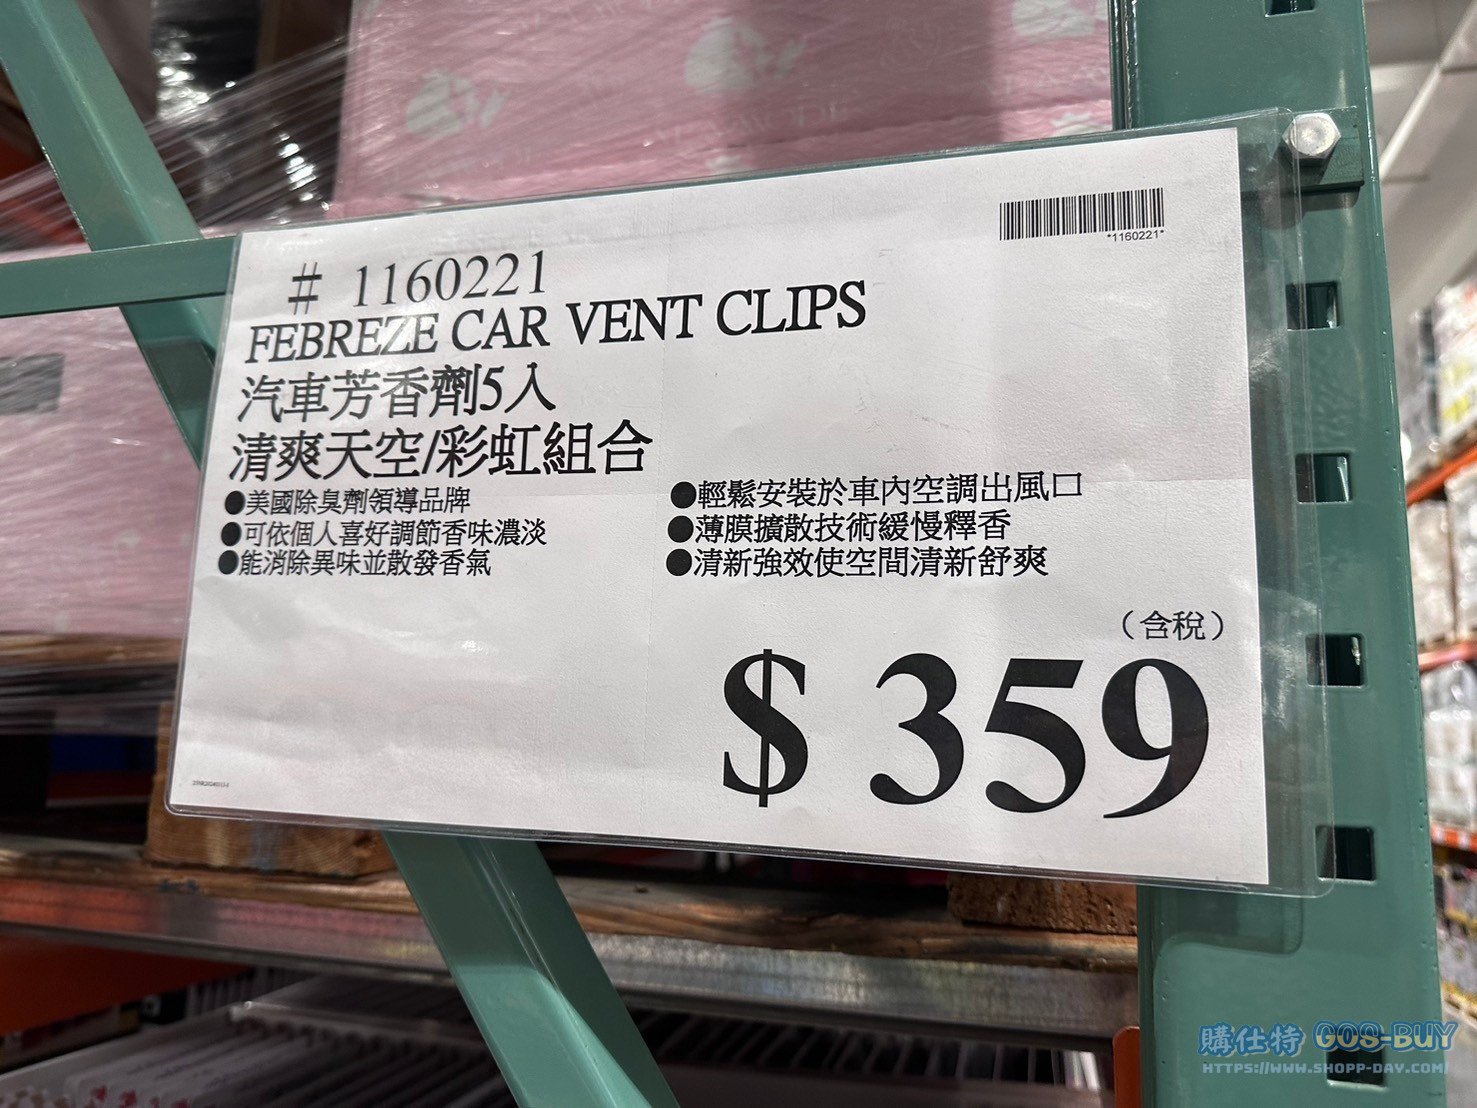 *1160221*
# 1160221
FEBREZE CAR VENT CLIPS
汽車芳香劑5入
清爽天空/彩虹組合
●美國除臭劑領導品牌
●可依個人喜好調節香味濃淡
●能消除異味並散發香氣
●輕鬆安裝於車內空調出風口
●薄膜擴散技術緩慢釋香
●清新強效使空間清新舒爽
（含稅）
$ 359
購仕特 GOS-BUY
HTTPS://WWW.SHOPP-DAY.COM/